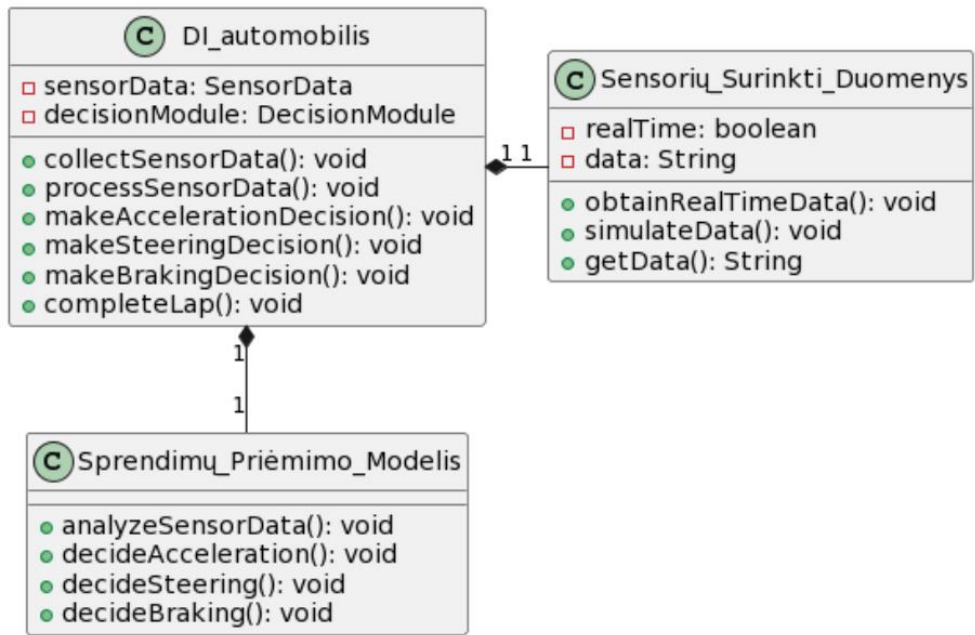 C DI_automobilis
sensorData: SensorData
decisionModule: DecisionModule
collectSensorData(): void
processSensorData(): void
makeAccelerationDecision(): void
makeSteeringDecision(): void
makeBrakingDecision(): void
completeLap(): void
1 1
C Sensorių_Surinkti_Duomenys
realTime: boolean
data: String
obtainRealTimeData(): void
simulateData(): void
getData(): String
1
1
C Sprendimų_Priėmimo_Modelis
analyzeSensorData(): void
decideAcceleration(): void
decideSteering(): void
decideBraking(): void